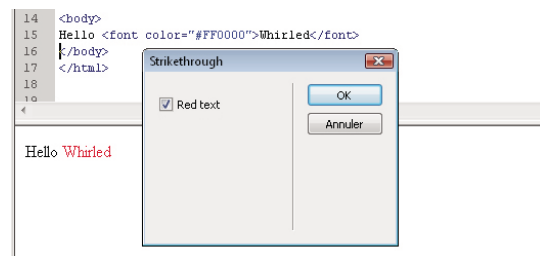 14 <body>
15 Hello <font color="#FF0000">Whirled</font>
16 </body>
17 </html>
18
19
Strikethrough
Red text
OK
Annuler
Hello Whirled